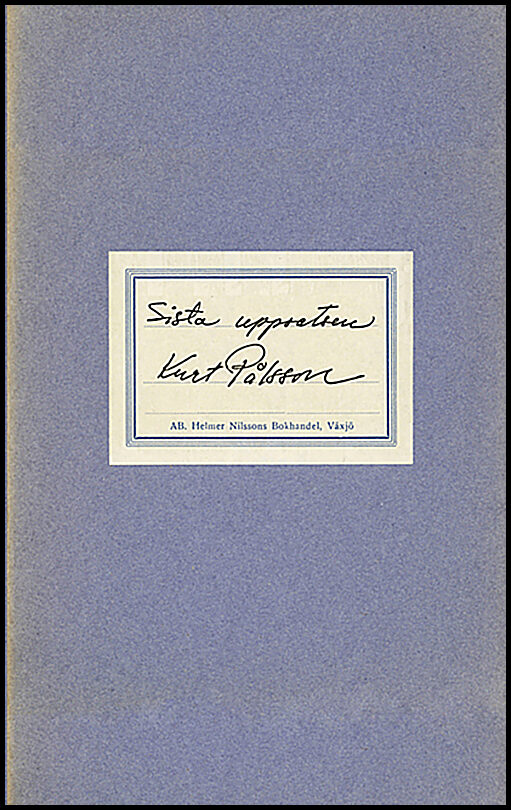 Sista uppsatsen
Kurt Pålsson
AB. Helmer Nilssons Bokhandel, Växjö